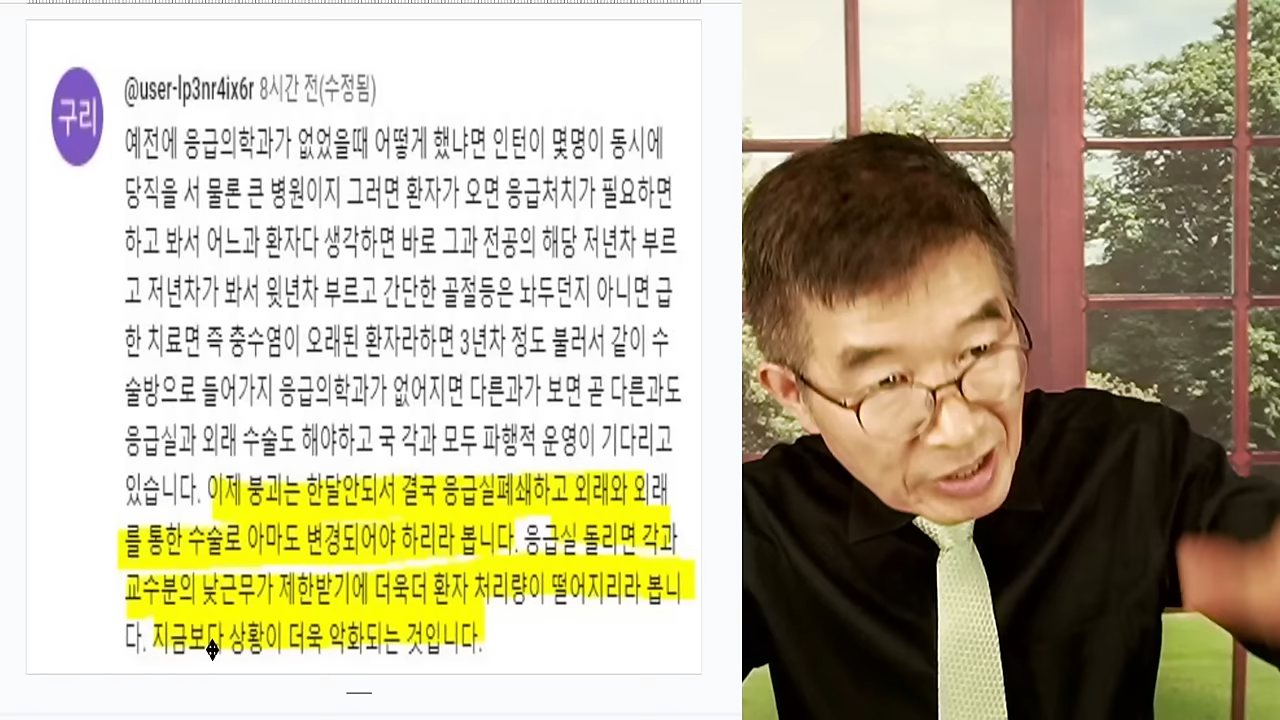 구리
@user-lp3nr4ix6r 8시간 전(수정됨)
예전에 응급의학과가 없었을때 어떻게 했냐면 인턴이 몇명이 동시에
당직을 서 물론 큰 병원이지 그러면 환자가 오면 응급처치가 필요하면
하고 봐서 어느과 환자다 생각하면 바로 그과 전공의 해당 저년차 부르
고 저년차가 봐서 윗년차 부르고 간단한 골절등은 놔두던지 아니면 급
한 치료면 즉 충수염이 오래된 환자라하면 3년차 정도 불러서 같이 수
술방으로 들어가지 응급의학과가 없어지면 다른과가 보면 곧 다른과도
응급실과 외래 수술도 해야하고 국 각과 모두 파행적 운영이 기다리고
있습니다. 이제 붕괴는 한달안되서 결국 응급실폐쇄하고 외래와 외래
를 통한 수술로 아마도 변경되어야 하리라 봅니다. 응급실 돌리면 각과
교수분의 낮근무가 제한받기에 더욱더 환자 처리량이 떨어지리라 봅니
다. 지금보다 상황이 더욱 악화되는 것입니다.